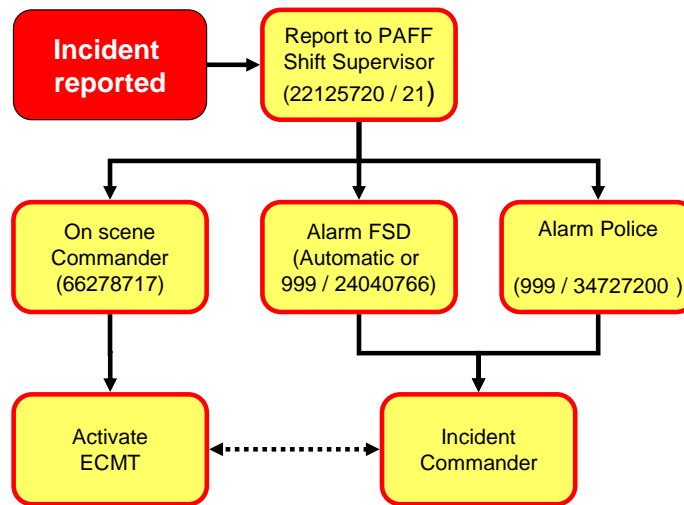 Incident
reported
Report to PAFF
Shift Supervisor
(22125720 / 21)
On scene
Commander
(66278717)
Alarm FSD
(Automatic or
999 / 24040766)
Alarm Police
(999 / 34727200 )
Activate
ECMT
Incident
Commander